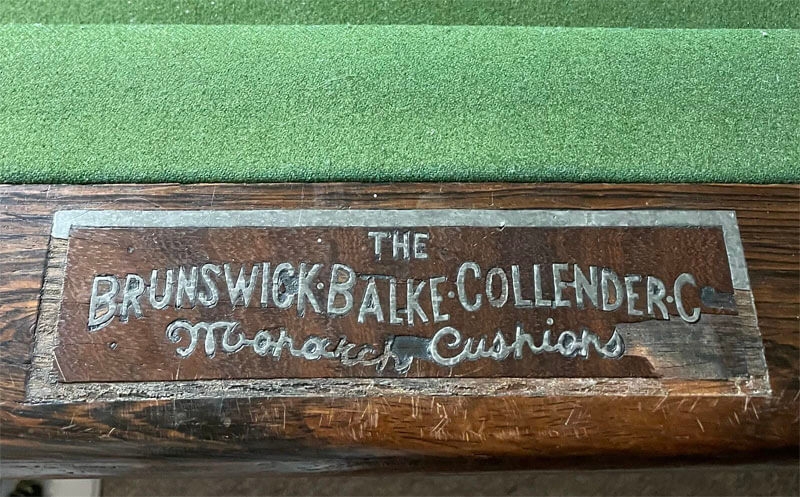 THE
BRUNSWICK·BALKE·COLLENDER·C
Monarch Cushions